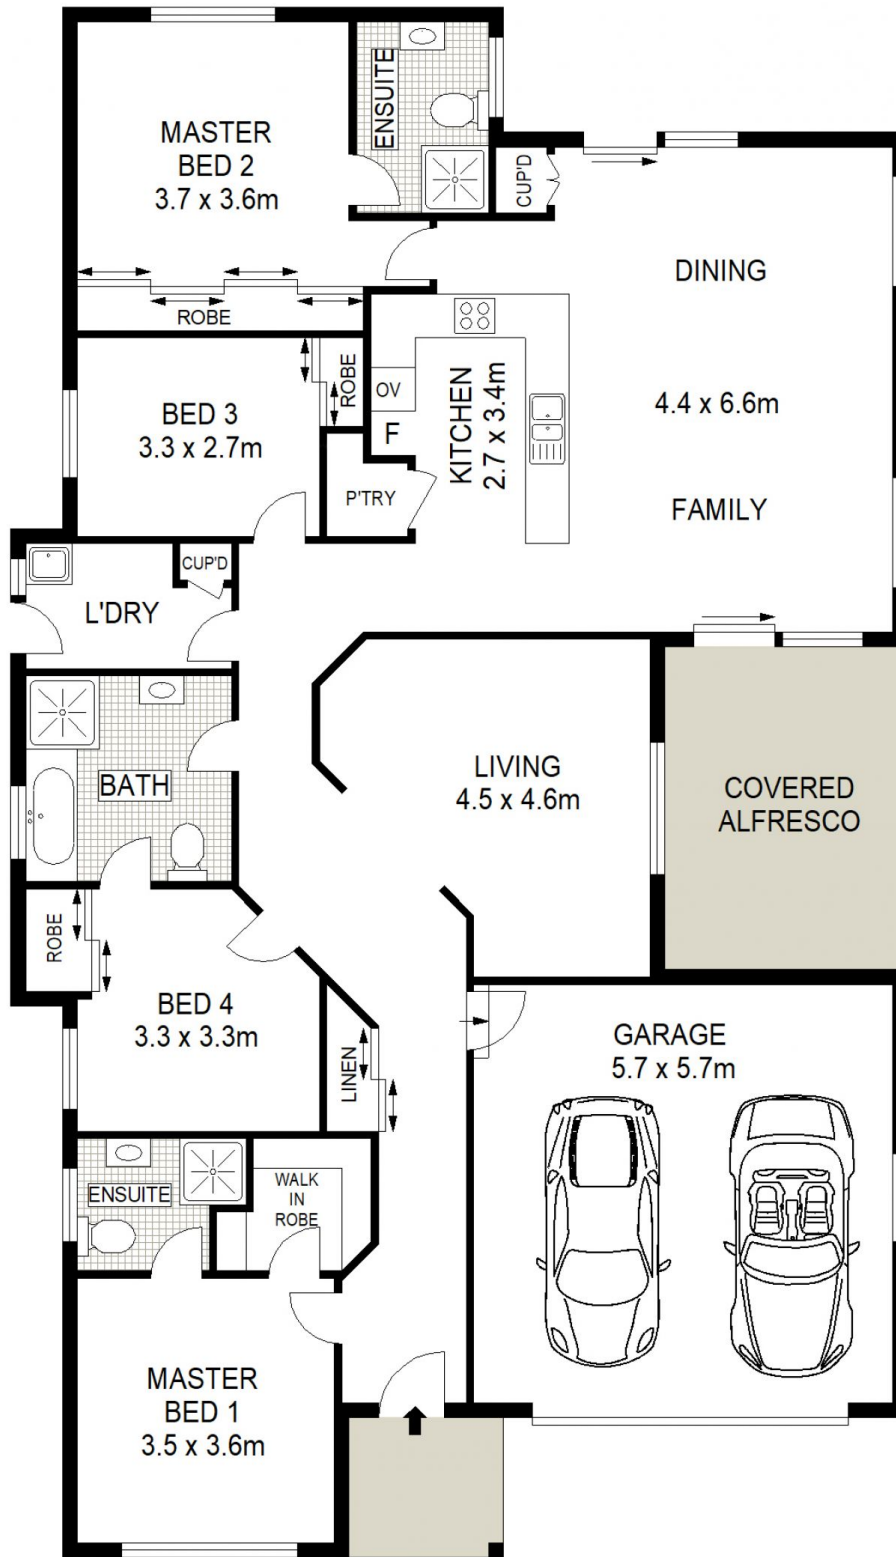 MASTER
BED 2
3.7 x 3.6m
ENSUITE
CUP'D
ROBE
DINING
4.4 x 6.6m
FAMILY
BED 3
3.3 x 2.7m
ROBE
OV
F
KITCHEN
2.7 x 3.4m
P'TRY
CUP'D
L'DRY
BATH
LIVING
4.5 x 4.6m
COVERED
ALFRESCO
ROBE
BED 4
3.3 x 3.3m
LINEN
GARAGE
5.7 x 5.7m
ENSUITE
WALK
IN
ROBE
MASTER
BED 1
3.5 x 3.6m